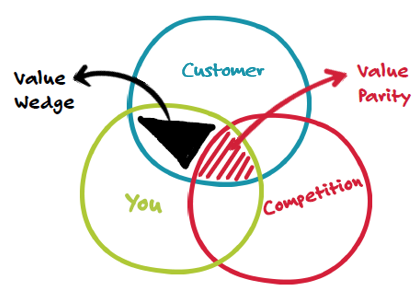 Customer
Value
Wedge
Value
Parity
You
Competition